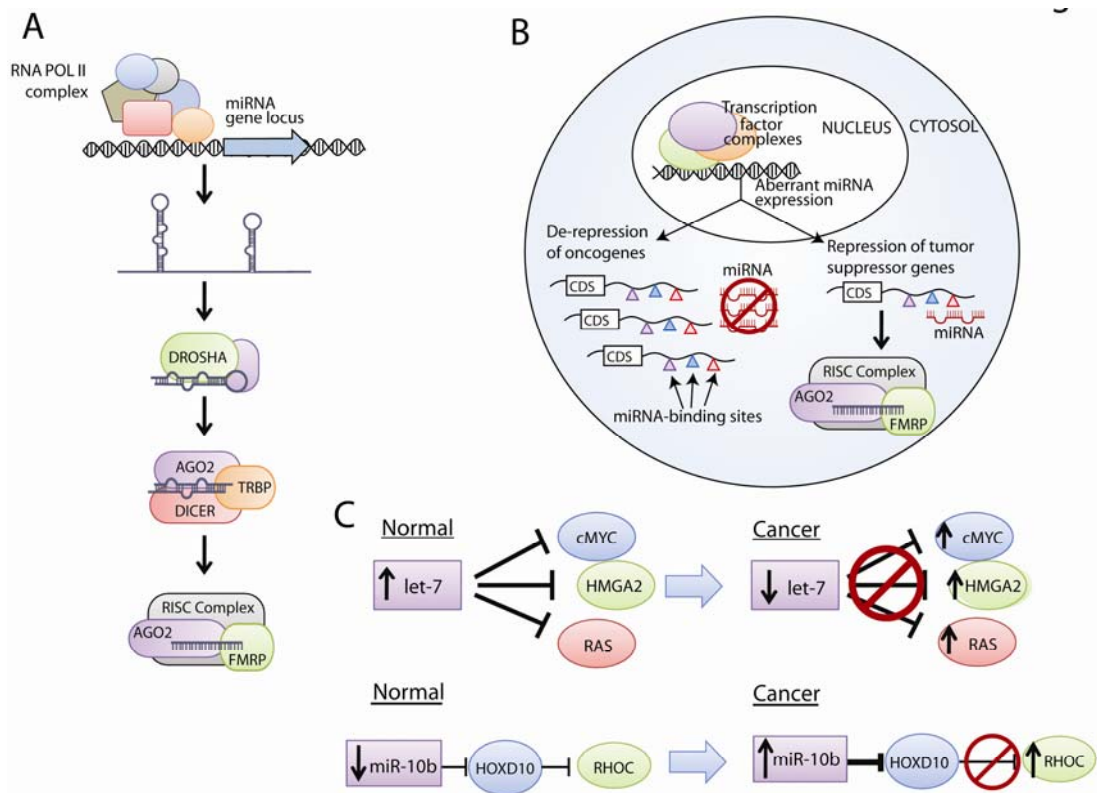 A
RNA POL II
complex
miRNA
gene locus
DROSHA
AGO2
TRBP
DICER
RISC Complex
AGO2
FMRP
B
Transcription
factor
complexes
NUCLEUS
CYTOSOL
Aberrant miRNA
expression
De-repression
of oncogenes
Repression of tumor
suppressor genes
miRNA
CDS
CDS
CDS
miRNA-binding sites
CDS
miRNA
RISC Complex
AGO2
FMRP
C
Normal
let-7
cMYC
HMGA2
RAS
Cancer
let-7
cMYC
HMGA2
RAS
Normal
miR-10b
HOXD10
RHOC
Cancer
miR-10b
HOXD10
RHOC